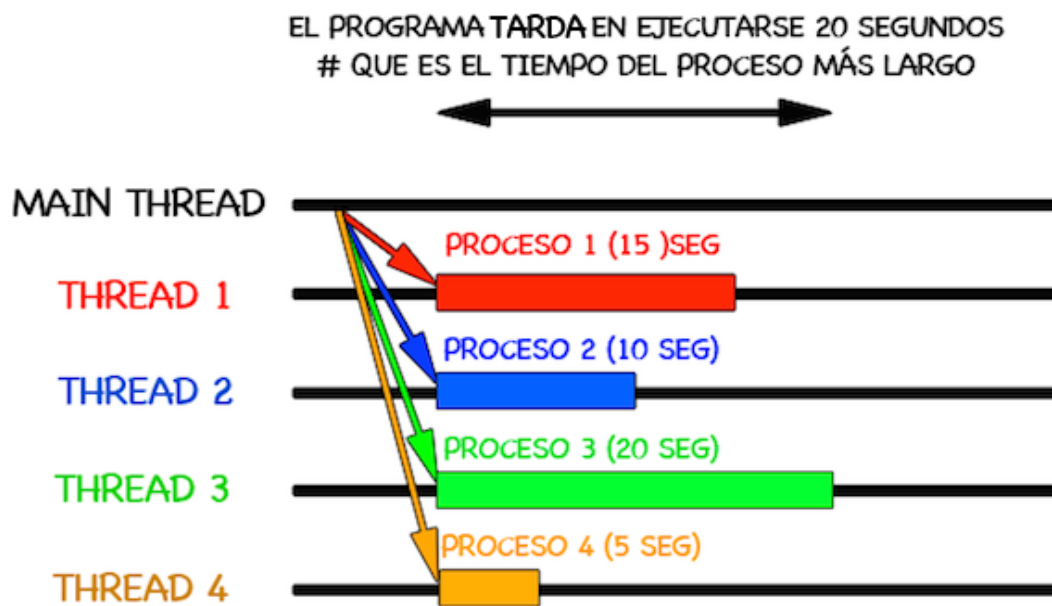 EL PROGRAMA TARDA EN EJECUTARSE 20 SEGUNDOS
# QUE ES EL TIEMPO DEL PROCESO MÁS LARGO
MAIN THREAD
PROCESO 1 (15 )SEG
THREAD 1
PROCESO 2 (10 SEG)
THREAD 2
PROCESO 3 (20 SEG)
THREAD 3
PROCESO 4 (5 SEG)
THREAD 4